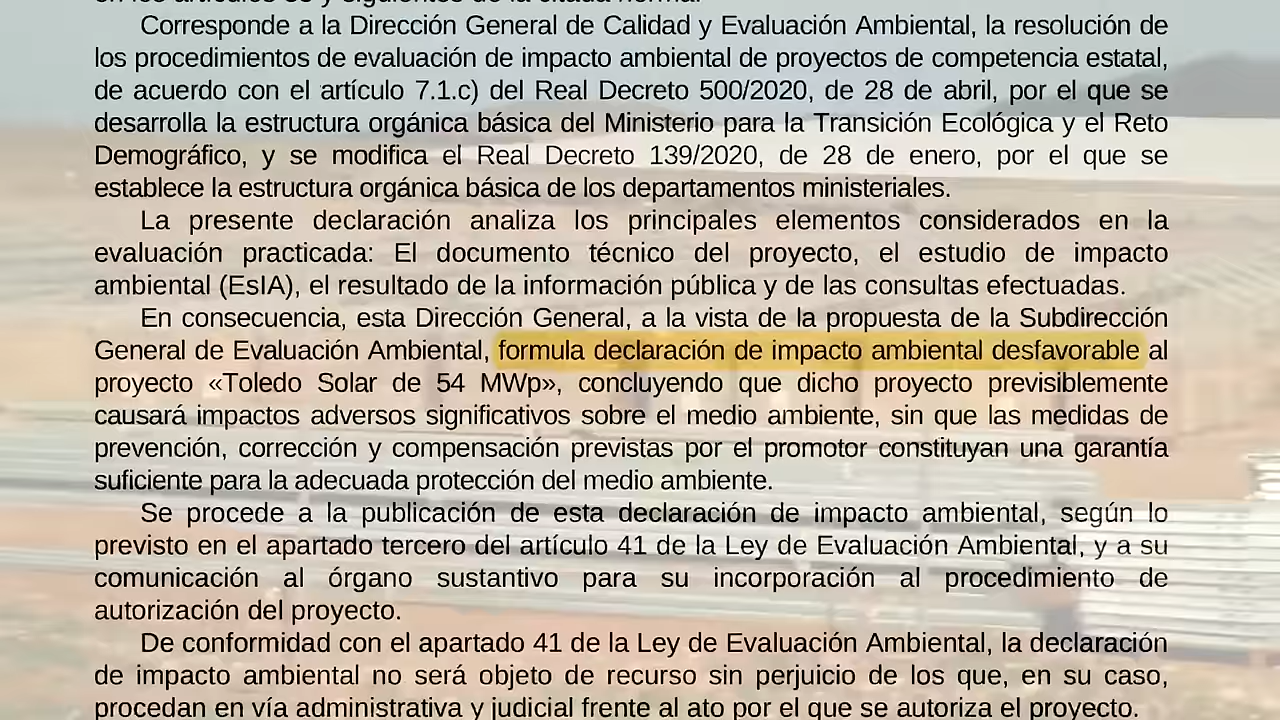 en los artículos 33 y siguientes de la citada norma.
Corresponde a la Dirección General de Calidad y Evaluación Ambiental, la resolución de
los procedimientos de evaluación de impacto ambiental de proyectos de competencia estatal,
de acuerdo con el artículo 7.1.c) del Real Decreto 500/2020, de 28 de abril, por el que se
desarrolla la estructura orgánica básica del Ministerio para la Transición Ecológica y el Reto
Demográfico, y se modifica el Real Decreto 139/2020, de 28 de enero, por el que se
establece la estructura orgánica básica de los departamentos ministeriales.
La presente declaración analiza los principales elementos considerados en la
evaluación practicada: El documento técnico del proyecto, el estudio de impacto
ambiental (EsIA), el resultado de la información pública y de las consultas efectuadas.
En consecuencia, esta Dirección General, a la vista de la propuesta de la Subdirección
General de Evaluación Ambiental, formula declaración de impacto ambiental desfavorable al
proyecto «Toledo Solar de 54 MWp», concluyendo que dicho proyecto previsiblemente
causará impactos adversos significativos sobre el medio ambiente, sin que las medidas de
prevención, corrección y compensación previstas por el promotor constituyan una garantía
suficiente para la adecuada protección del medio ambiente.
Se procede a la publicación de esta declaración de impacto ambiental, según lo
previsto en el apartado tercero del artículo 41 de la Ley de Evaluación Ambiental, y a su
comunicación al órgano sustantivo para su incorporación al procedimiento de
autorización del proyecto.
De conformidad con el apartado 41 de la Ley de Evaluación Ambiental, la declaración
de impacto ambiental no será objeto de recurso sin perjuicio de los que, en su caso,
procedan en vía administrativa y judicial frente al ato por el que se autoriza el proyecto.